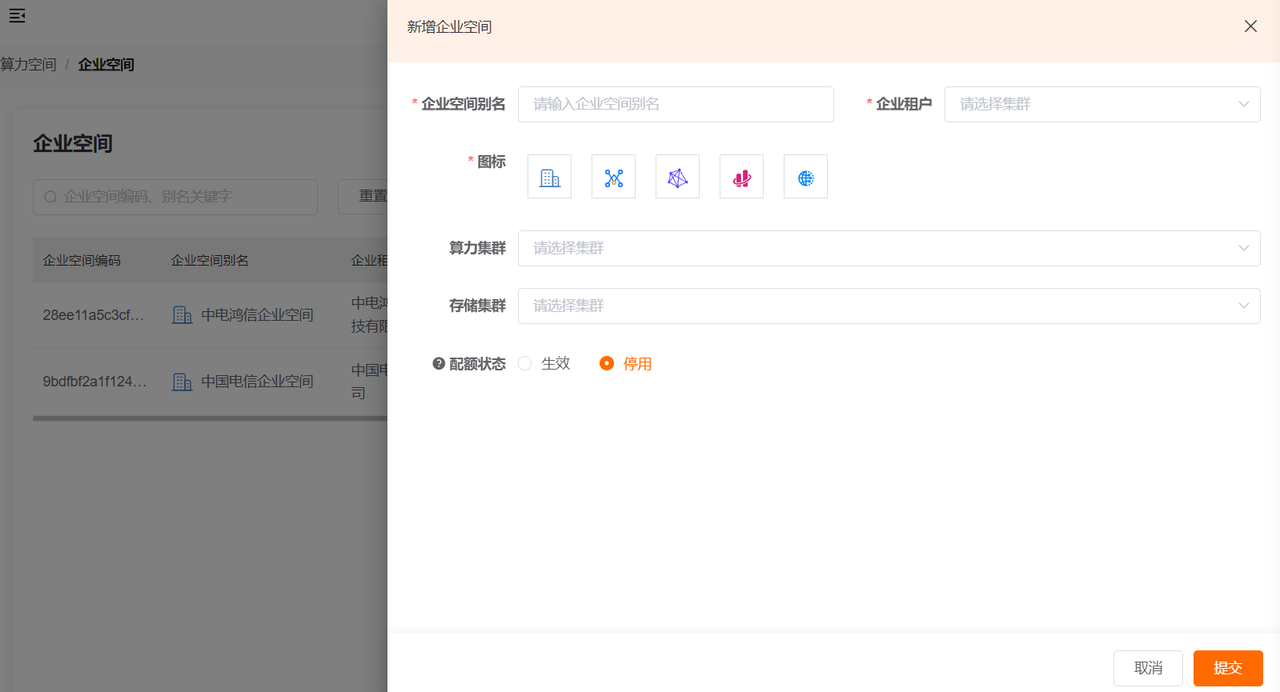 新增企业空间
算力空间 / 企业空间
* 企业空间别名 请输入企业空间别名 * 企业租户 请选择集群
企业空间
* 图标
企业空间编码、别名关键字 重置
算力集群 请选择集群
企业空间编码 企业空间别名 企业租
存储集群 请选择集群
28ee11a5c3cf... 中电鸿信企业空间 中电鸿
技有限
配额状态 生效 停用
9bdfbf2a1f124... 中国电信企业空间 中国电
司
取消 提交